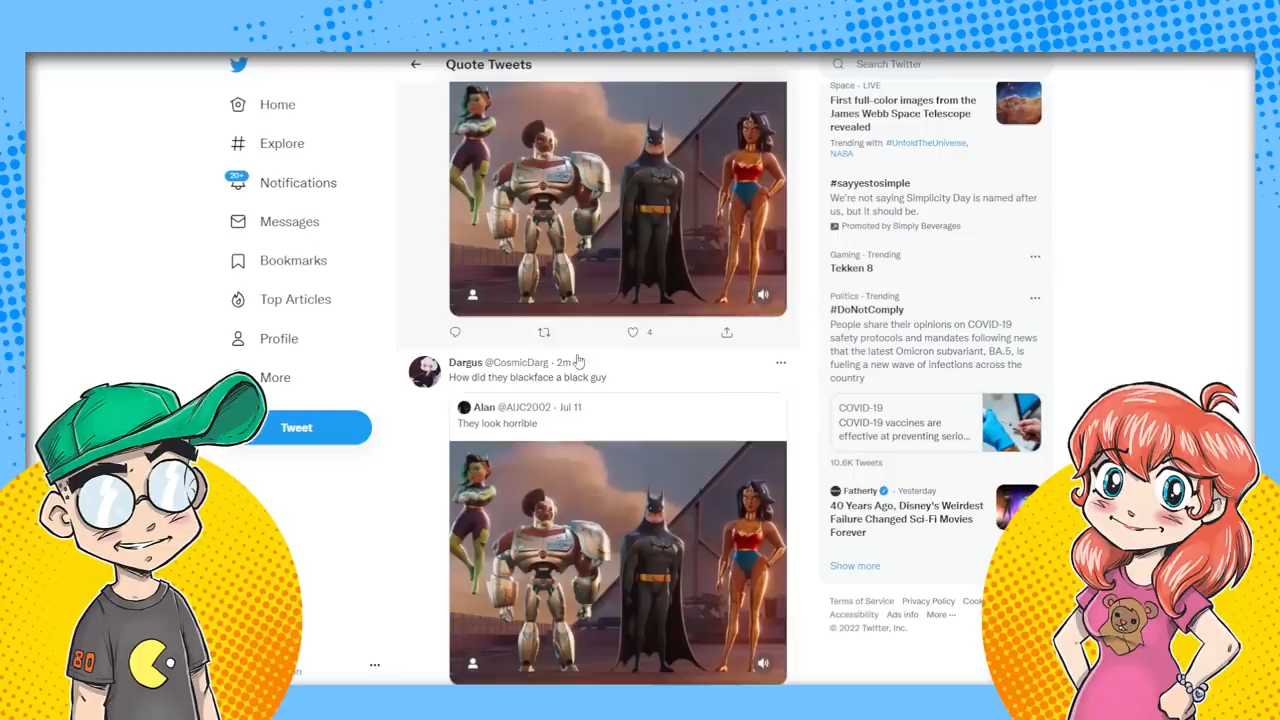 Quote Tweets
Search Twitter
Home
Explore
20+
Notifications
Messages
Bookmarks
Top Articles
Profile
More
Tweet
4
Dargus @CosmicDarg · 2m
How did they blackface a black guy
Alan @AIJC2002 · Jul 11
They look horrible
Space · LIVE
First full-color images from the
James Webb Space Telescope
revealed
Trending with #UnfoldTheUniverse,
NASA
#sayyestosimple
We're not saying Simplicity Day is named after
us, but it should be.
Promoted by Simply Beverages
Gaming · Trending
Tekken 8
Politics · Trending
#DoNotComply
People share their opinions on COVID-19
safety protocols and mandates following news
that the latest Omicron subvariant, BA.5, is
fueling a new wave of infections across the
country
COVID-19
COVID-19 vaccines are
effective at preventing serio...
10.6K Tweets
Fatherly · Yesterday
40 Years Ago, Disney's Weirdest
Failure Changed Sci-Fi Movies
Forever
Show more
Terms of Service Privacy Policy Cook
Accessibility Ads info More ···
© 2022 Twitter, Inc.
80